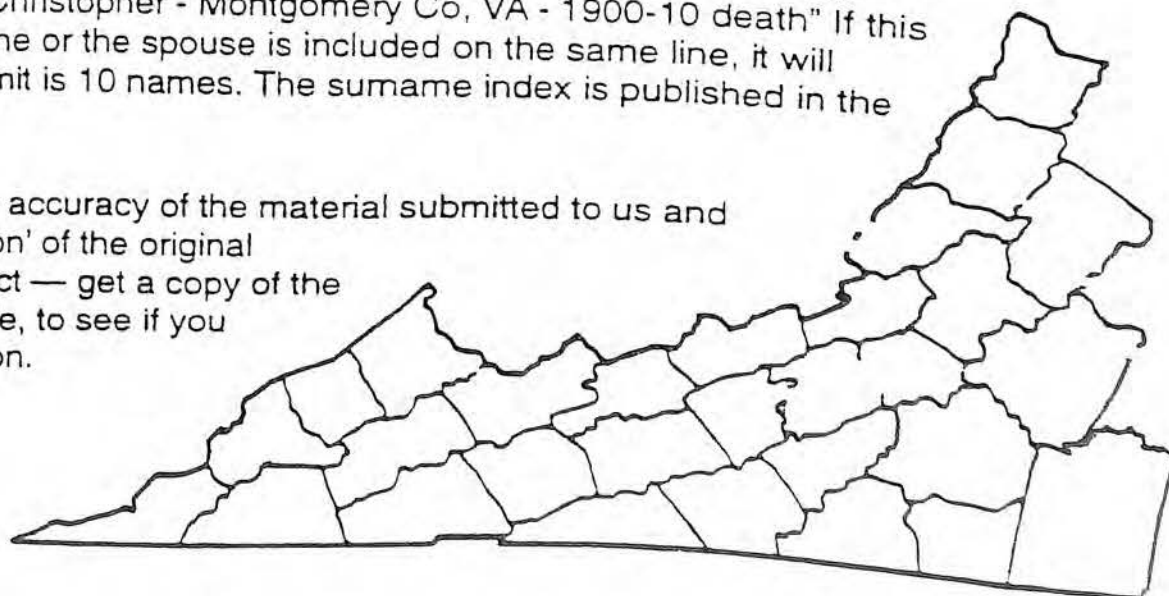 Christopher - Montgomery Co, VA - 1900-10 death" If this
ne or the spouse is included on the same line, it will
mit is 10 names. The surname index is published in the
accuracy of the material submitted to us and
on' of the original
ct — get a copy of the
e, to see if you
on.